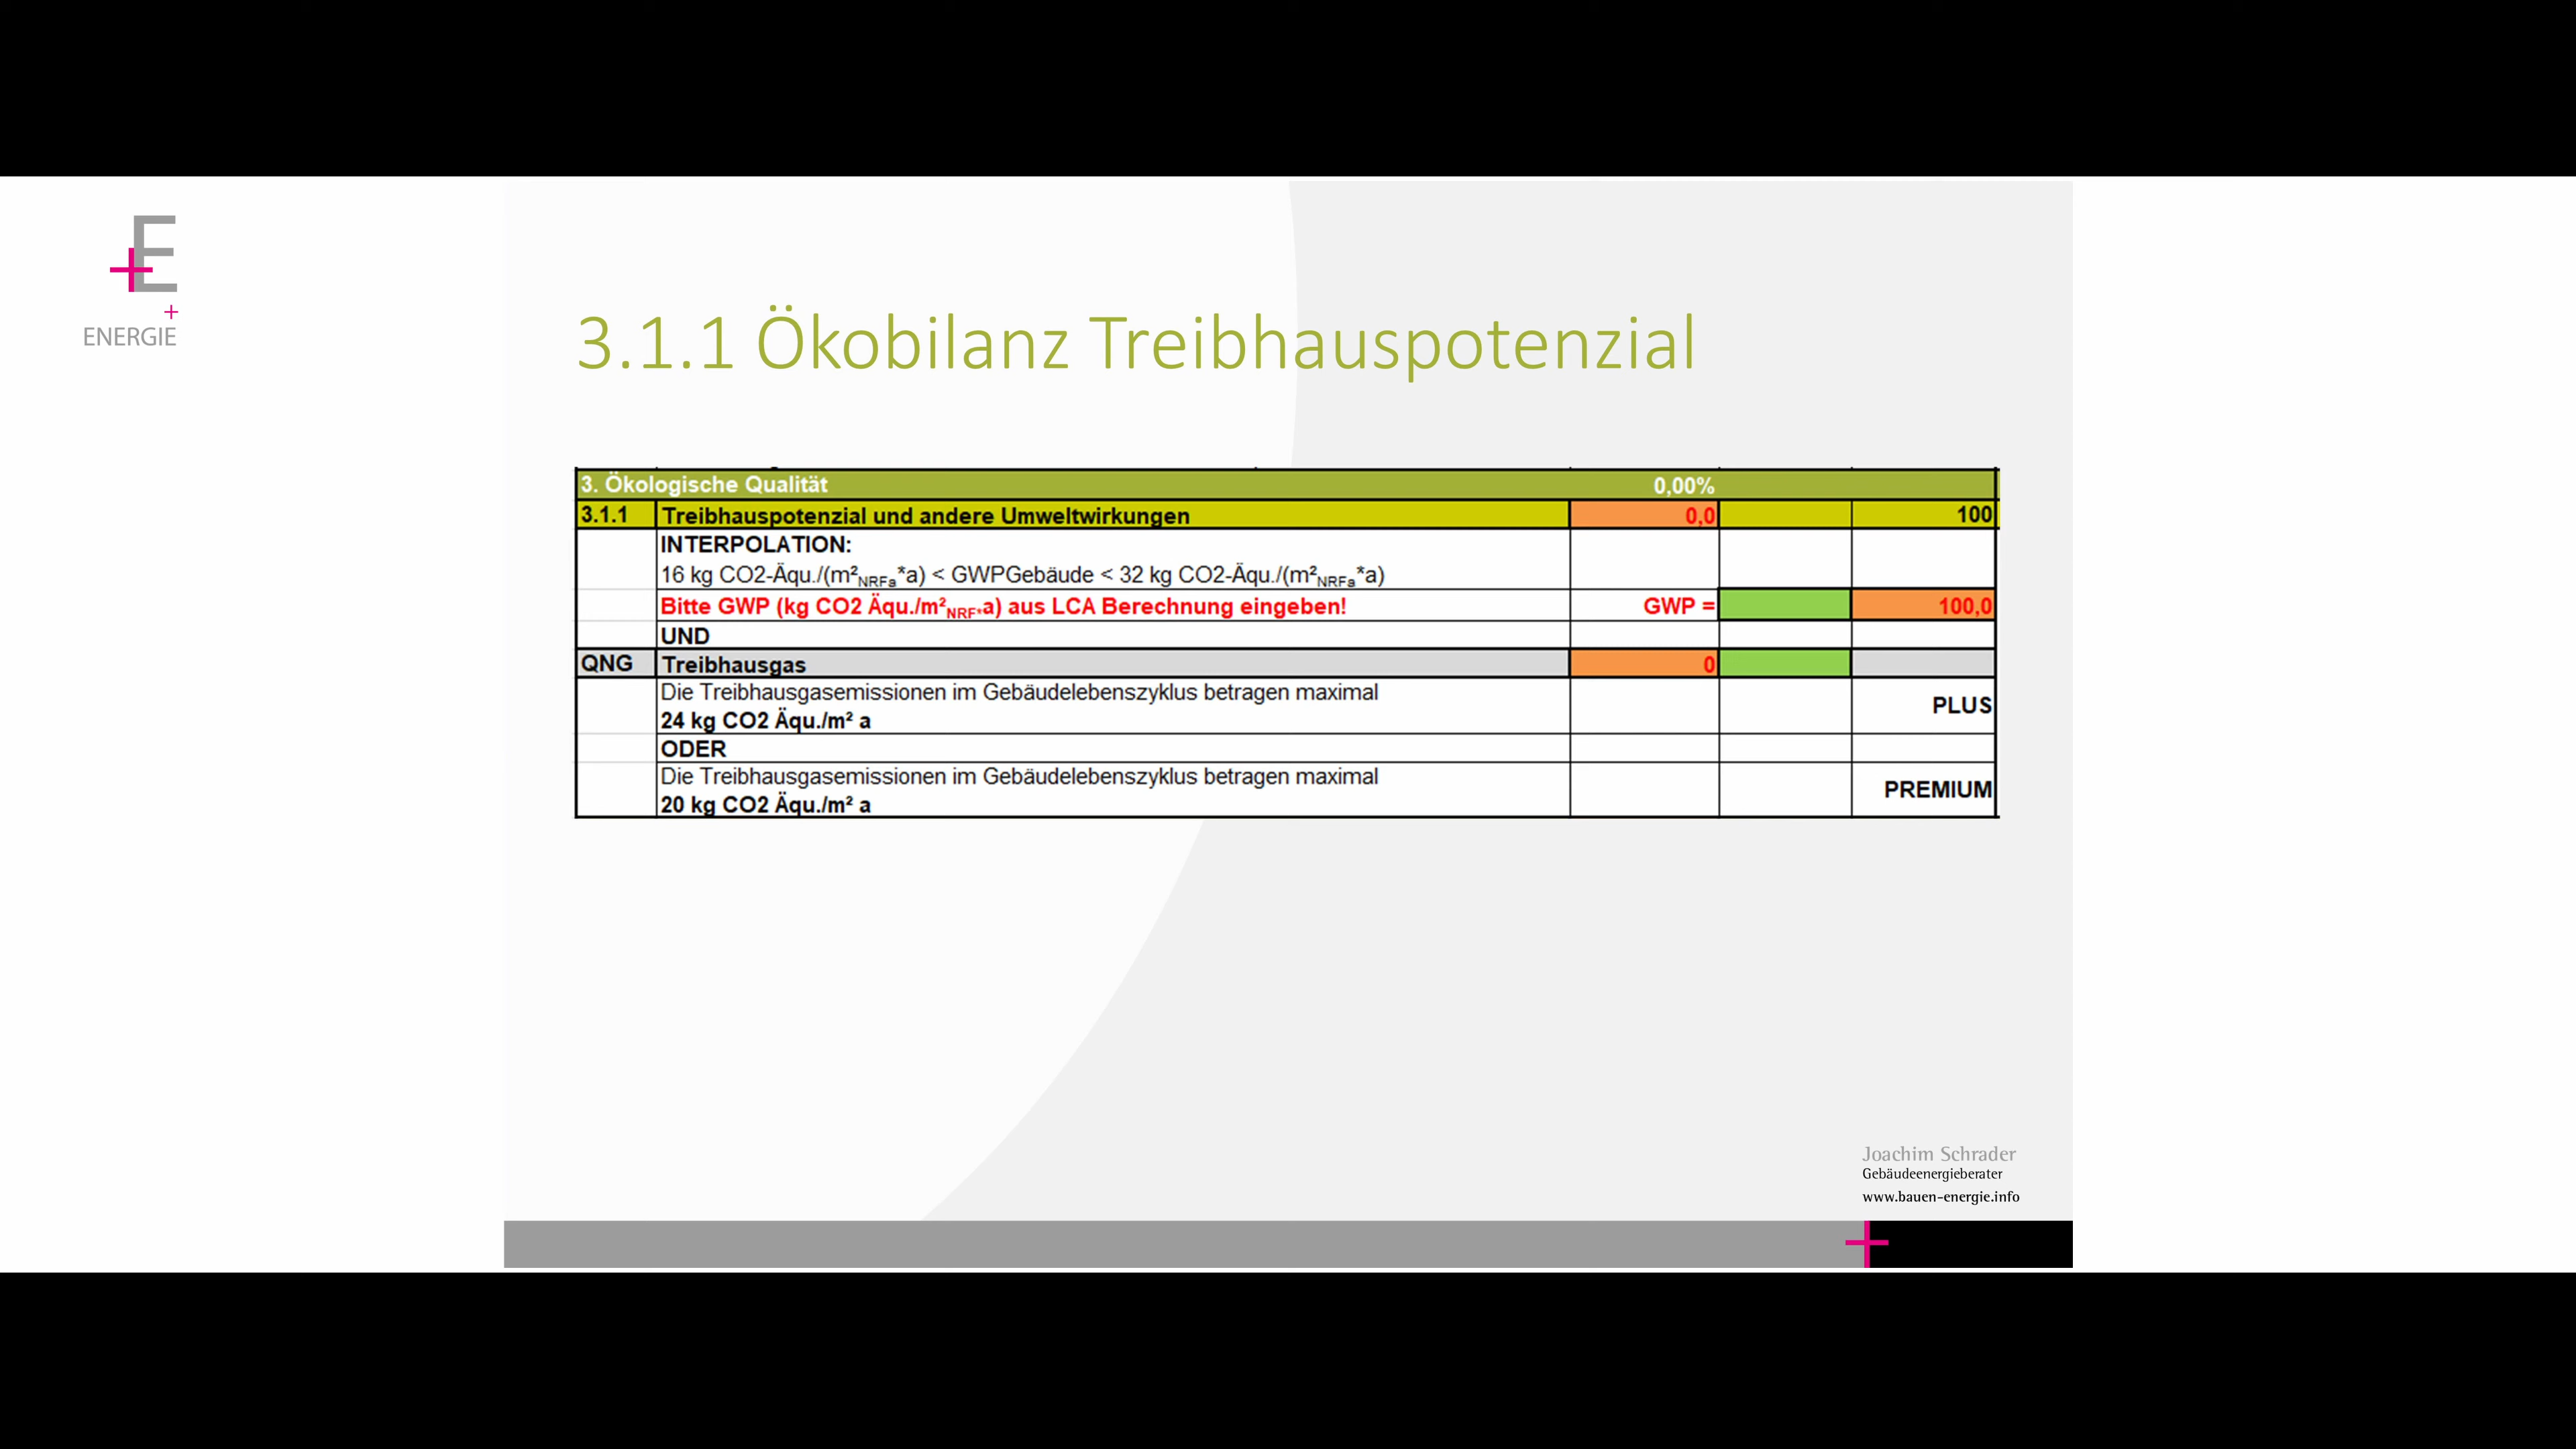 E
ENERGIE
3.1.1 Ökobilanz Treibhauspotenzial
3. Ökologische Qualität 0,00%
3.1.1 Treibhauspotenzial und andere Umweltwirkungen 0,0 100
INTERPOLATION:
16 kg CO2-Äqu./(m²NRFa*a) < GWPGebäude < 32 kg CO2-Äqu./(m²NRFa*a)
Bitte GWP (kg CO2 Äqu./m²NRF*a) aus LCA Berechnung eingeben! GWP = 100,0
UND
QNG Treibhausgas 0
Die Treibhausgasemissionen im Gebäudelebenszyklus betragen maximal
24 kg CO2 Äqu./m² a PLUS
ODER
Die Treibhausgasemissionen im Gebäudelebenszyklus betragen maximal
20 kg CO2 Äqu./m² a PREMIUM
Joachim Schrader
Gebäudeenergieberater
www.bauen-energie.info